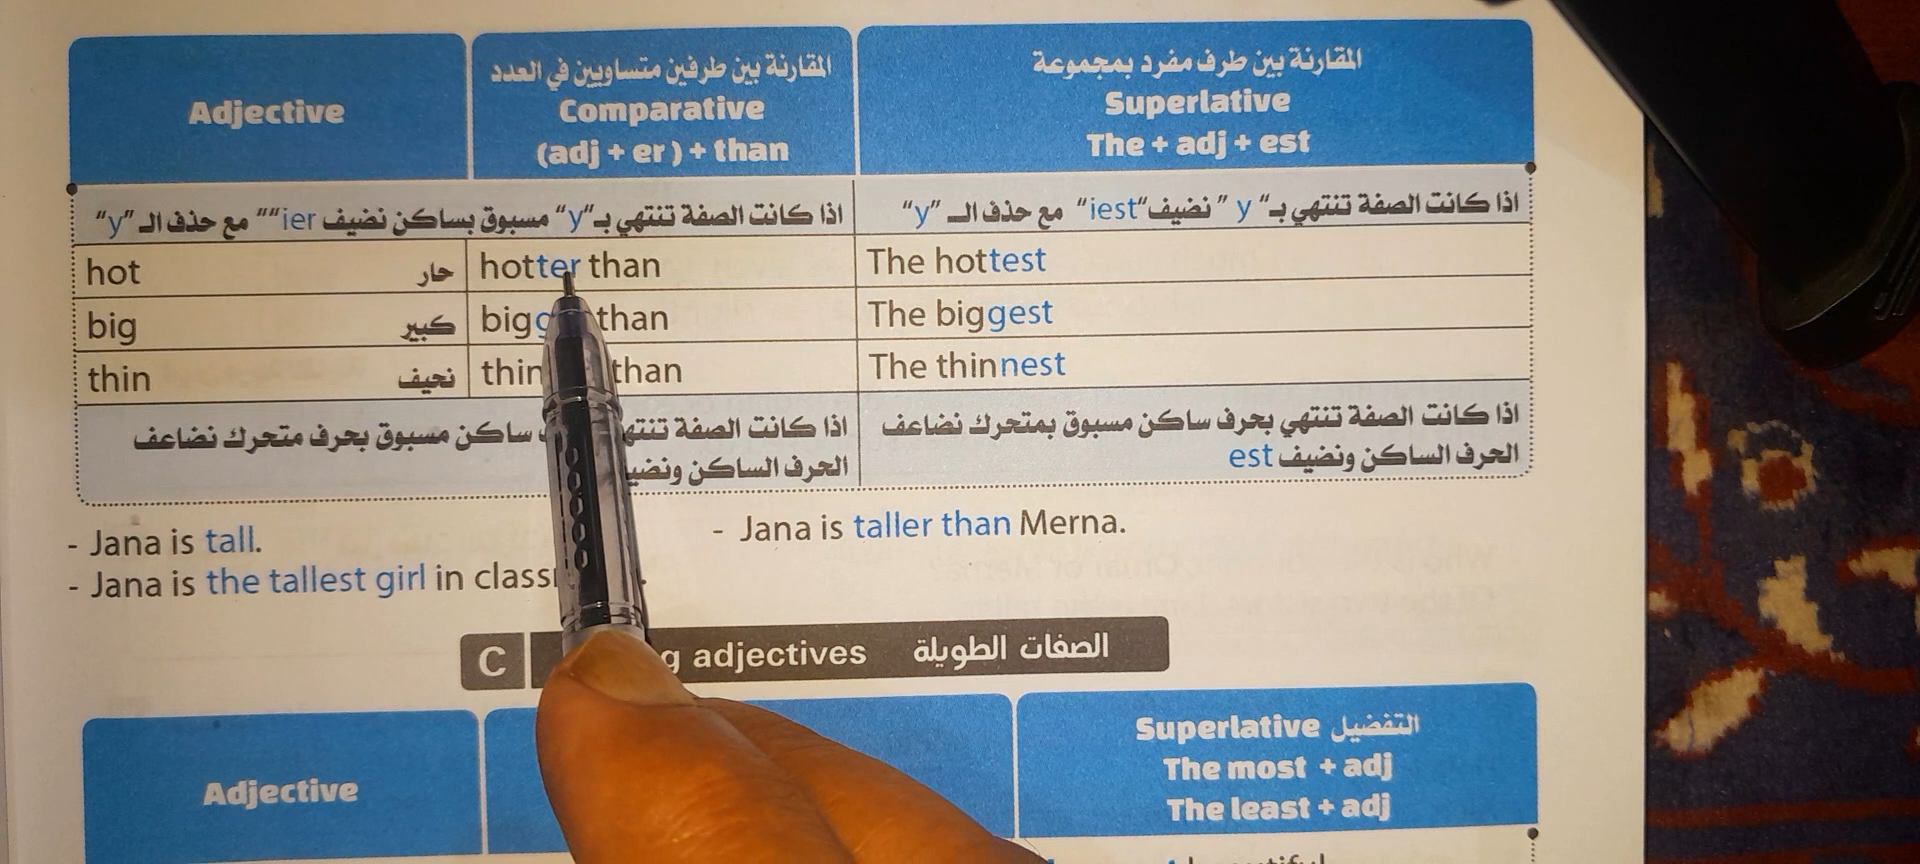 Adjective
المقارنة بين طرفين متساويين في العدد
Comparative
(adj + er ) + than
المقارنة بين طرف مفرد بمجموعة
Superlative
The + adj + est
اذا كانت الصفة تنتهي بـ"y" مسبوق بساكن نضيف ier"" مع حذف الـ "y"
اذا كانت الصفة تنتهي بـ" y " نضيف"iest" مع حذف الـ "y"
hot حار hotter than The hottest
big كبير than The biggest
thin نحيف than The thinnest
اذا كانت الصفة ساكن مسبوق بحرف متحرك نضاعف
الحرف الساكن
اذا كانت الصفة تنتهي بحرف ساكن مسبوق بمتحرك نضاعف
الحرف الساكن ونضيف est
- Jana is tall.
- Jana is taller than Merna.
- Jana is the tallest girl in
C adjectives الصفات الطويلة
Adjective
Superlative التفضيل
The most + adj
The least + adj